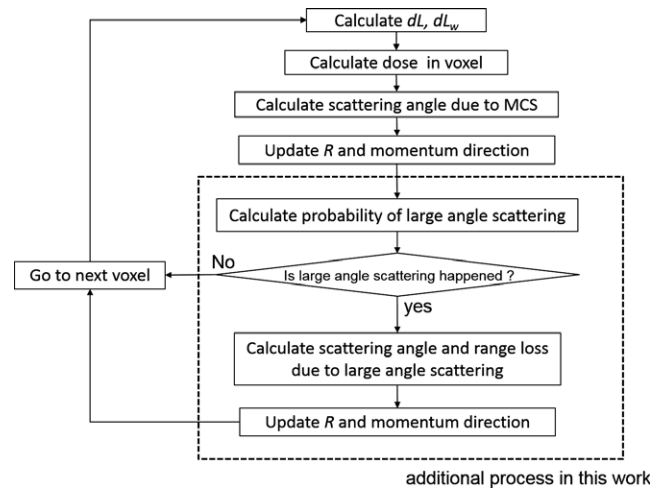 Calculate dL, dLw
Calculate dose in voxel
Calculate scattering angle due to MCS
Update R and momentum direction
Calculate probability of large angle scattering
No
Is large angle scattering happened ?
Go to next voxel
yes
Calculate scattering angle and range loss
due to large angle scattering
Update R and momentum direction
additional process in this work